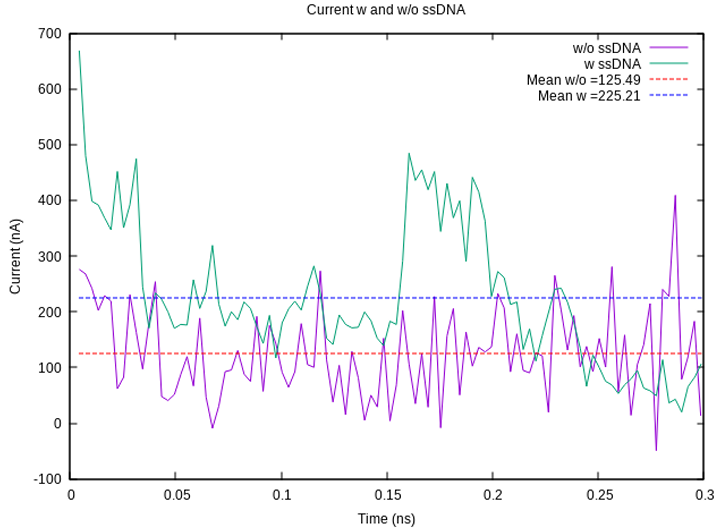 Current w and w/o ssDNA
w/o ssDNA
w ssDNA
Mean w/o =125.49
Mean w =225.21
700
600
500
400
300
200
100
0
-100
Current (nA)
0 0.05 0.1 0.15 0.2 0.25 0.3
Time (ns)